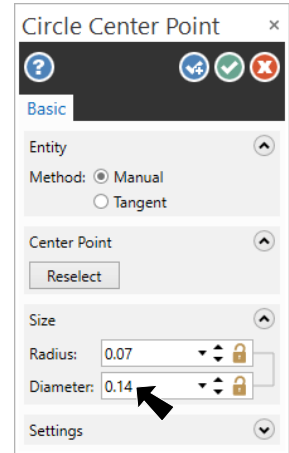 Circle Center Point ×
?
Basic
Entity
Method: Manual
Tangent
Center Point
Reselect
Size
Radius: 0.07
Diameter: 0.14
Settings